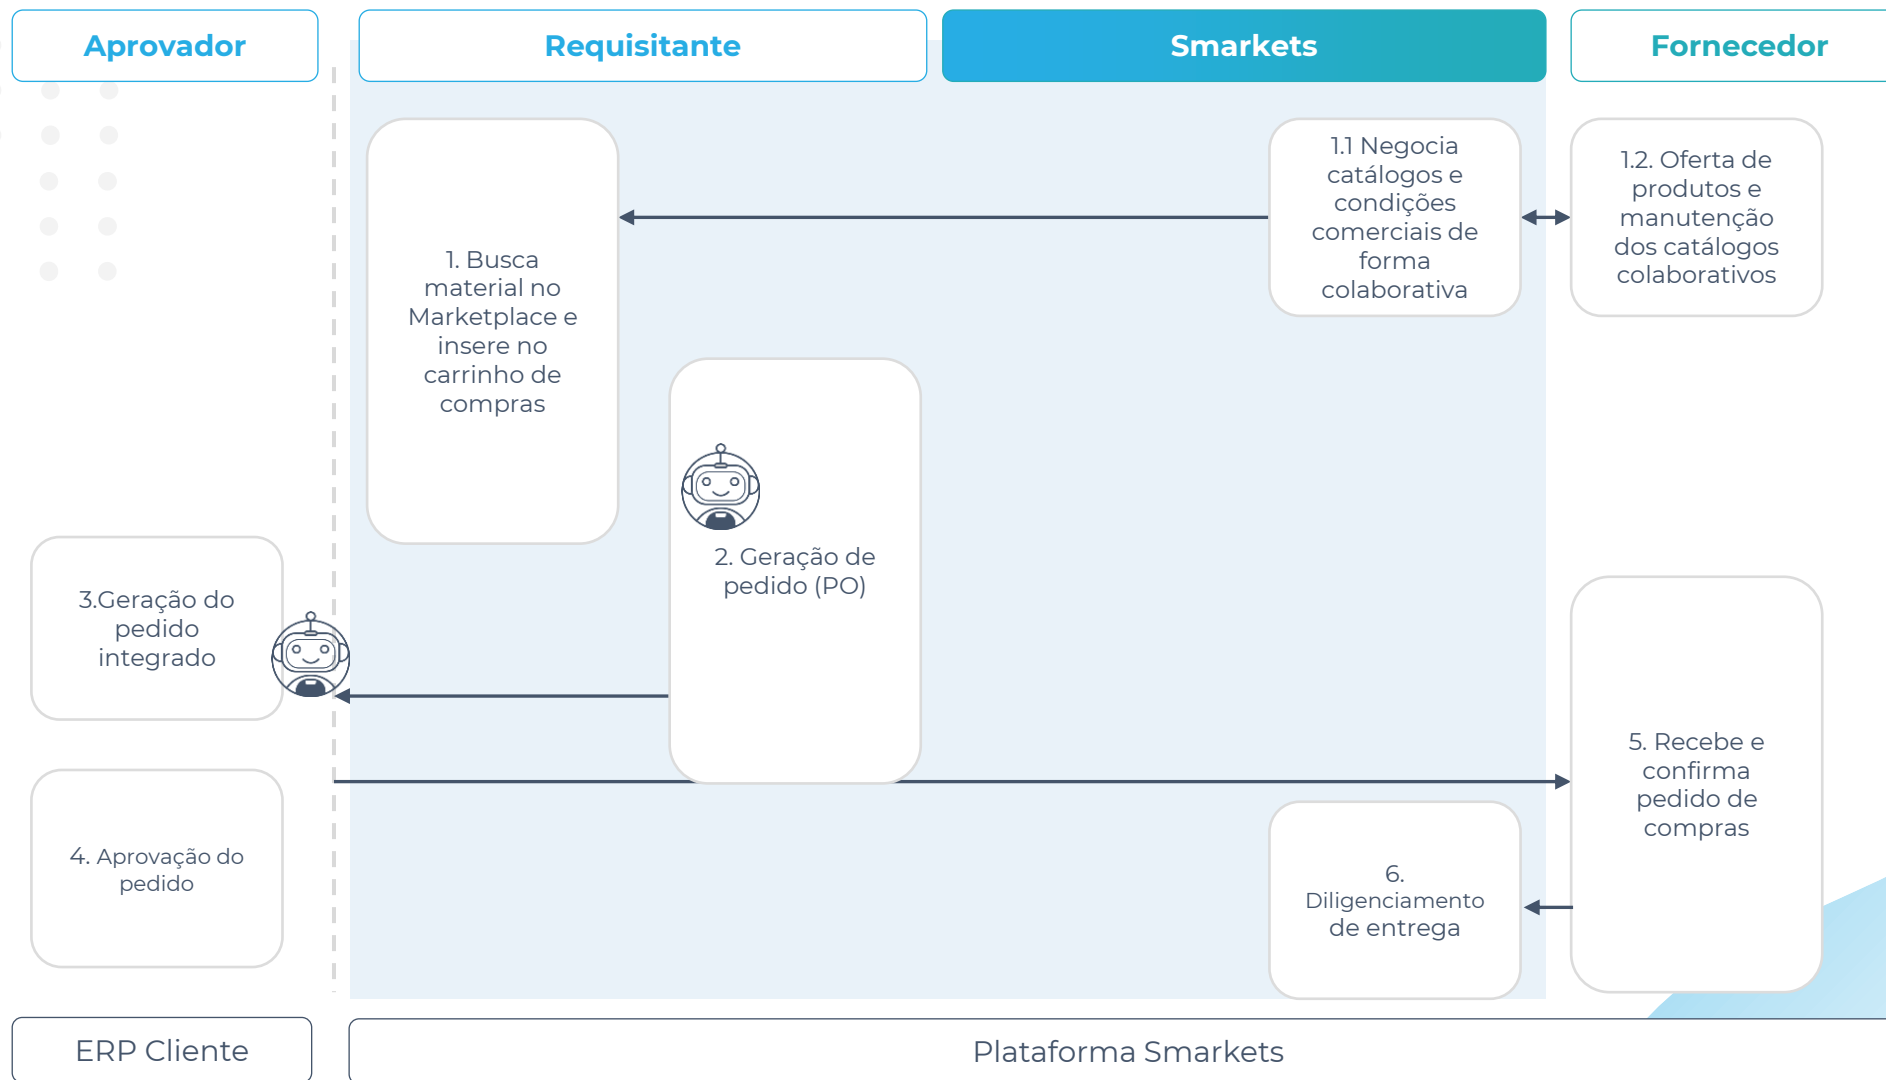 Aprovador
Requisitante
Smarkets
Fornecedor
1. Busca
material no
Marketplace e
insere no
carrinho de
compras
1.1 Negocia
catálogos e
condições
comerciais de
forma
colaborativa
1.2. Oferta de
produtos e
manutenção
dos catálogos
colaborativos
2. Geração de
pedido (PO)
3.Geração do
pedido
integrado
4. Aprovação do
pedido
5. Recebe e
confirma
pedido de
compras
6.
Diligenciamento
de entrega
ERP Cliente
Plataforma Smarkets